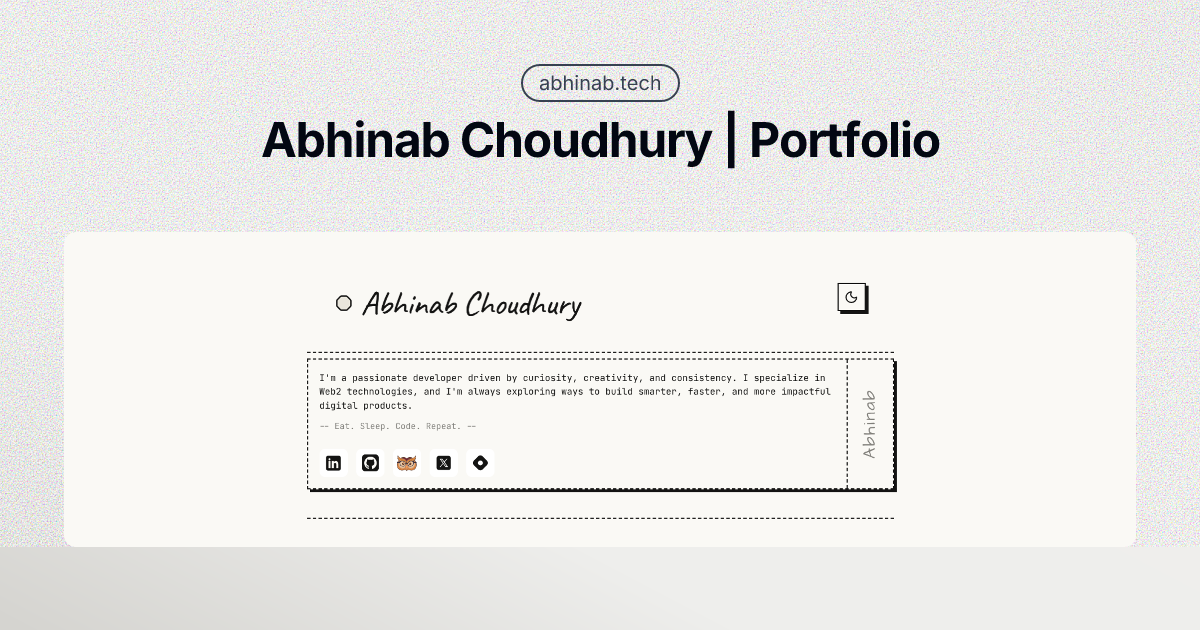 abhinab.tech
Abhinab Choudhury | Portfolio
Abhinab Choudhury
I'm a passionate developer driven by curiosity, creativity, and consistency. I specialize in
Web2 technologies, and I'm always exploring ways to build smarter, faster, and more impactful
digital products.
-- Eat. Sleep. Code. Repeat. --
Abhinab